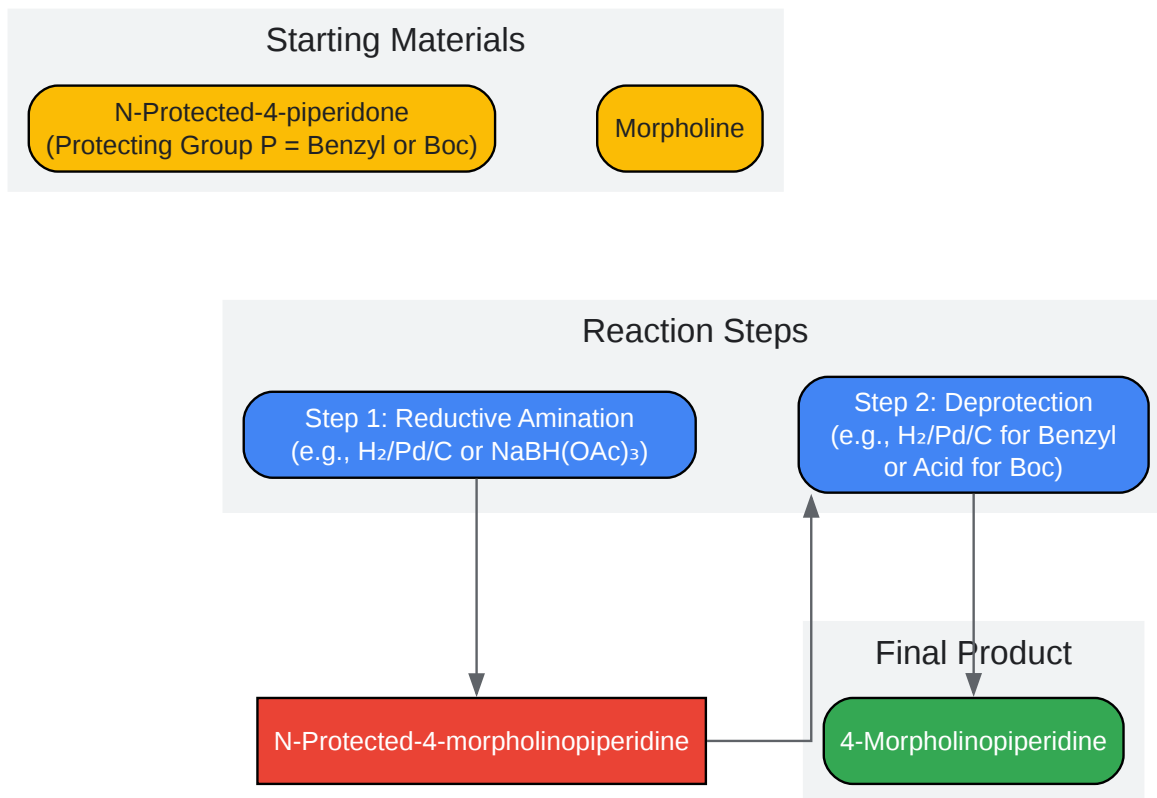 Starting Materials
N-Protected-4-piperidone
(Protecting Group P = Benzyl or Boc)
Morpholine
Reaction Steps
Step 1: Reductive Amination
(e.g., H₂/Pd/C or NaBH(OAc)₃)
Step 2: Deprotection
(e.g., H₂/Pd/C for Benzyl
or Acid for Boc)
Final Product
N-Protected-4-morpholinopiperidine
4-Morpholinopiperidine